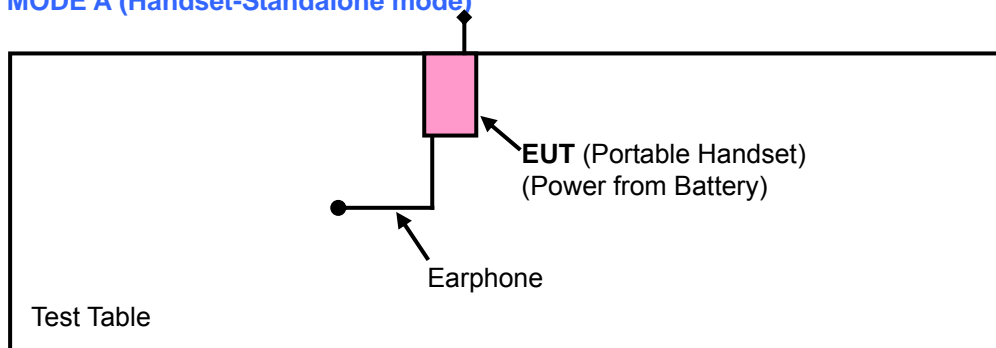 MODE A (Handset-Standalone mode)
EUT (Portable Handset)
(Power from Battery)
Earphone
Test Table